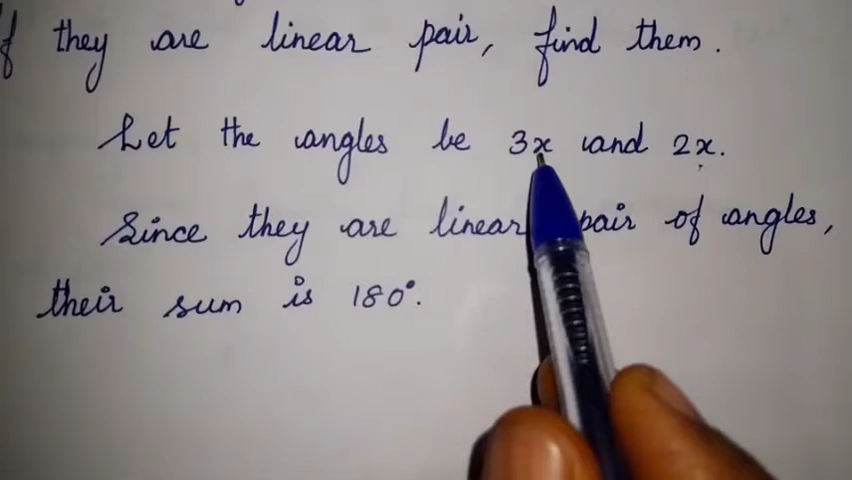 they are linear pair, find them.
Let the angles be 3x and 2x.
Since they are linear pair of angles,
their sum is 180°.